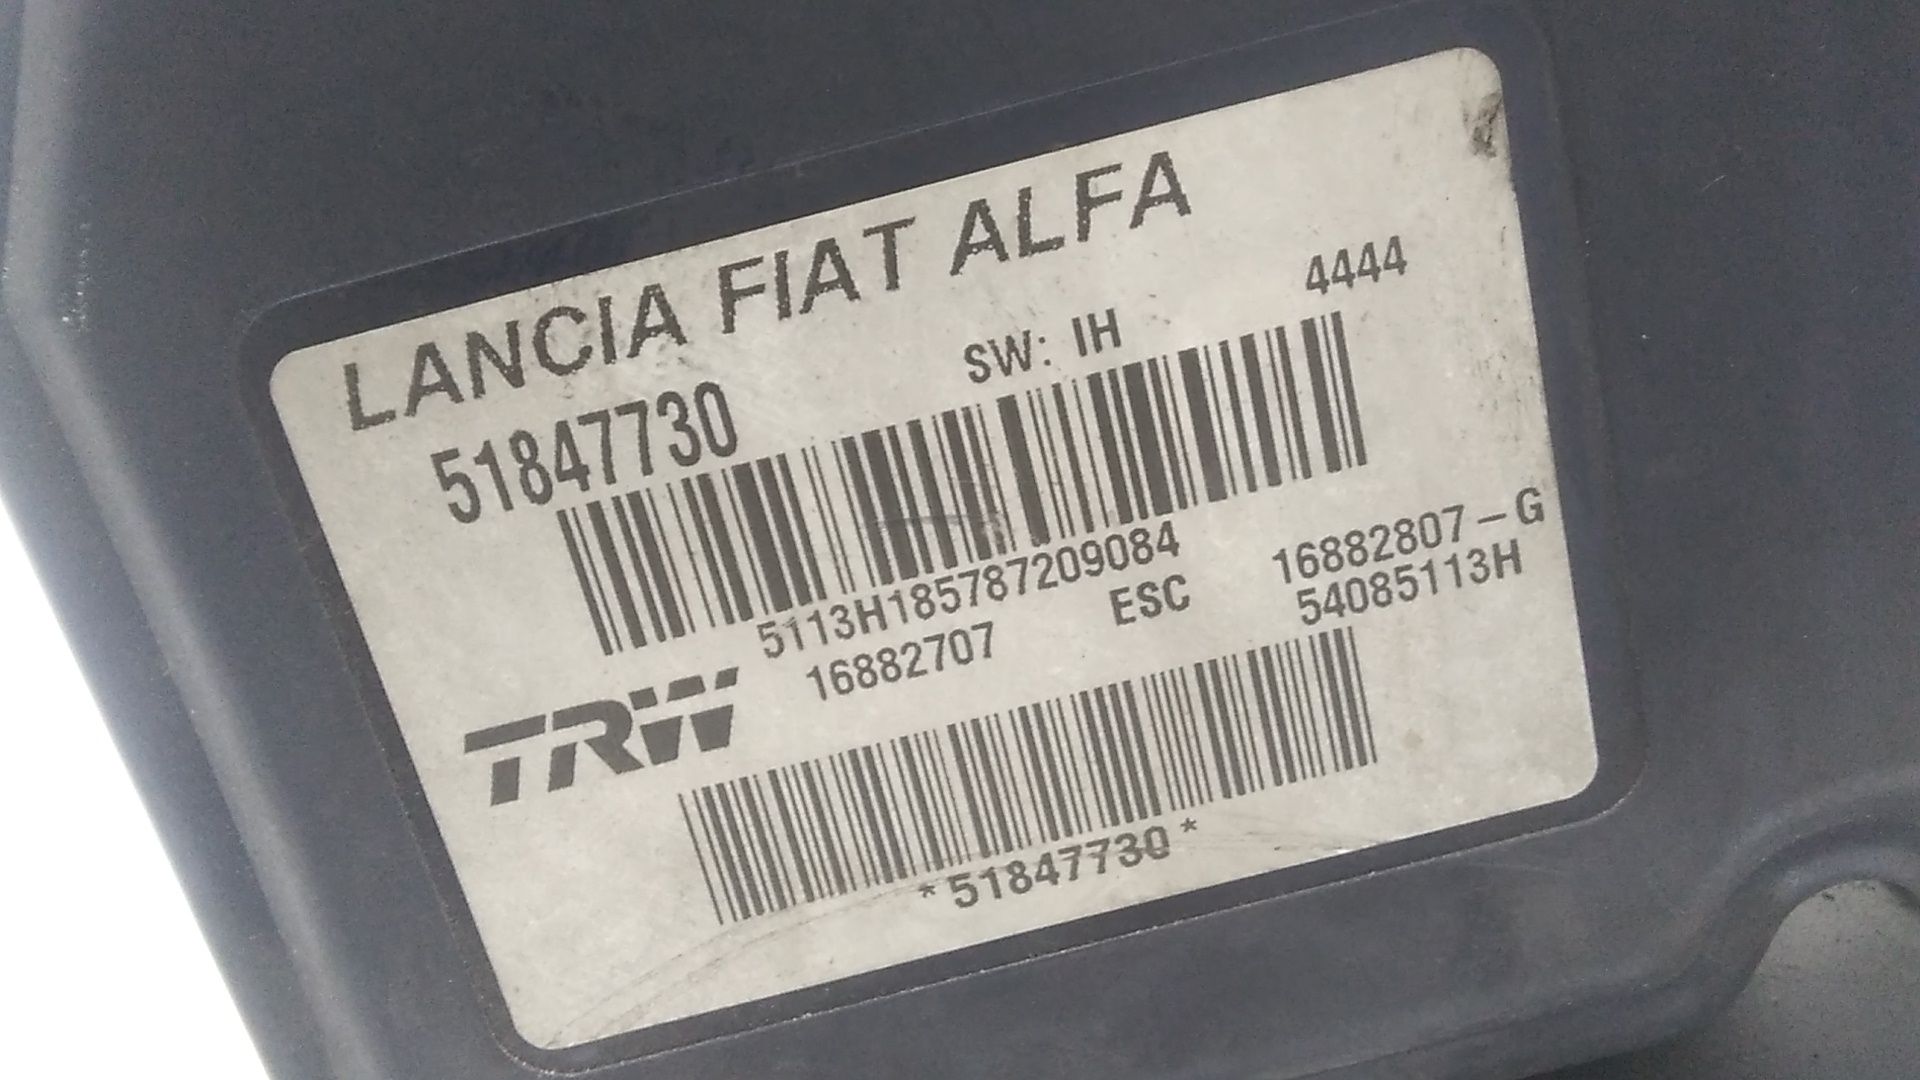 LANCIA FIAT ALFA
51847730 SW: IH 4444
5113H185787209084
16882707 ESC 16882807-G
54085113H
TRW
*51847730*